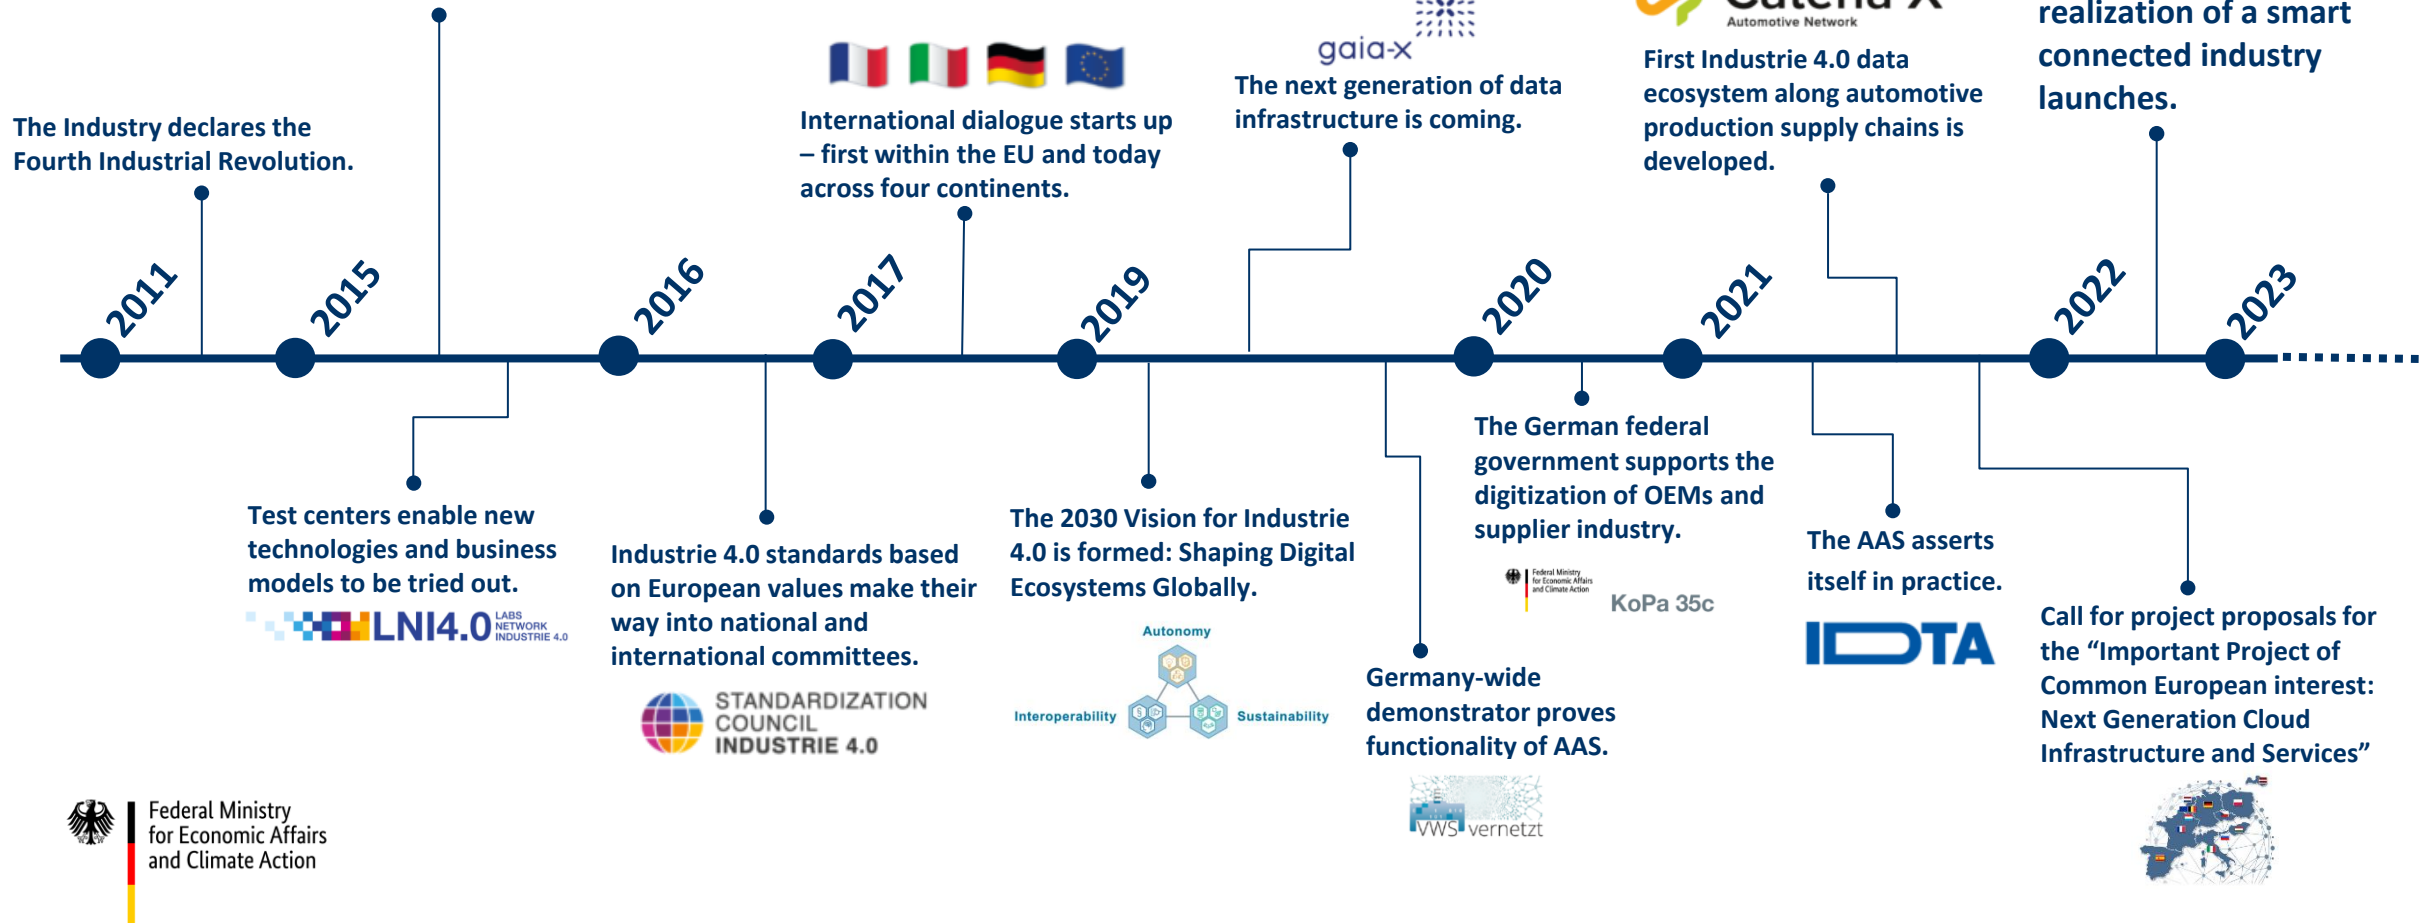 Automotive Network
realization of a smart
connected industry
launches.
gaia-x
The next generation of data
infrastructure is coming.
First Industrie 4.0 data
ecosystem along automotive
production supply chains is
developed.
International dialogue starts up
– first within the EU and today
across four continents.
The Industry declares the
Fourth Industrial Revolution.
2011
2015
2016
2017
2019
2020
2021
2022
2023
Test centers enable new
technologies and business
models to be tried out.
LNI4.0
LABS
NETWORK
INDUSTRIE 4.0
Industrie 4.0 standards based
on European values make their
way into national and
international committees.
STANDARDIZATION
COUNCIL
INDUSTRIE 4.0
The 2030 Vision for Industrie
4.0 is formed: Shaping Digital
Ecosystems Globally.
Autonomy
Interoperability
Sustainability
Germany-wide
demonstrator proves
functionality of AAS.
VWS vernetzt
The German federal
government supports the
digitization of OEMs and
supplier industry.
Federal Ministry
for Economic Affairs
and Climate Action
KoPa 35c
The AAS asserts
itself in practice.
IDTA
Call for project proposals for
the “Important Project of
Common European interest:
Next Generation Cloud
Infrastructure and Services”
Federal Ministry
for Economic Affairs
and Climate Action